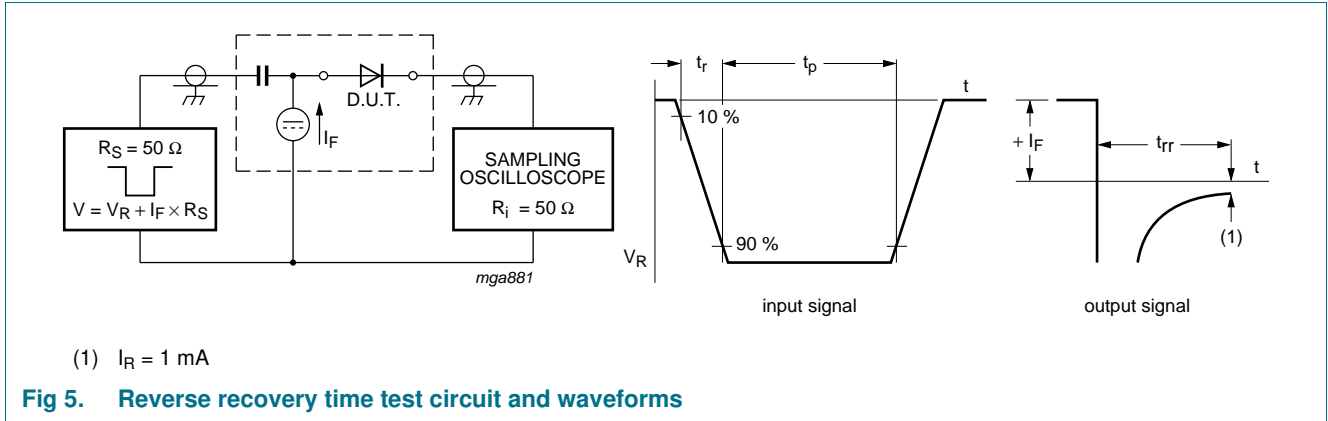 R_S = 50 Ω
V = V_R + I_F × R_S
D.U.T.
I_F
SAMPLING
OSCILLOSCOPE
R_i = 50 Ω
mga881
t_r
t_p
t
10 %
90 %
V_R
input signal
+ I_F
t_rr
t
(1)
output signal
(1) I_R = 1 mA
Fig 5. Reverse recovery time test circuit and waveforms